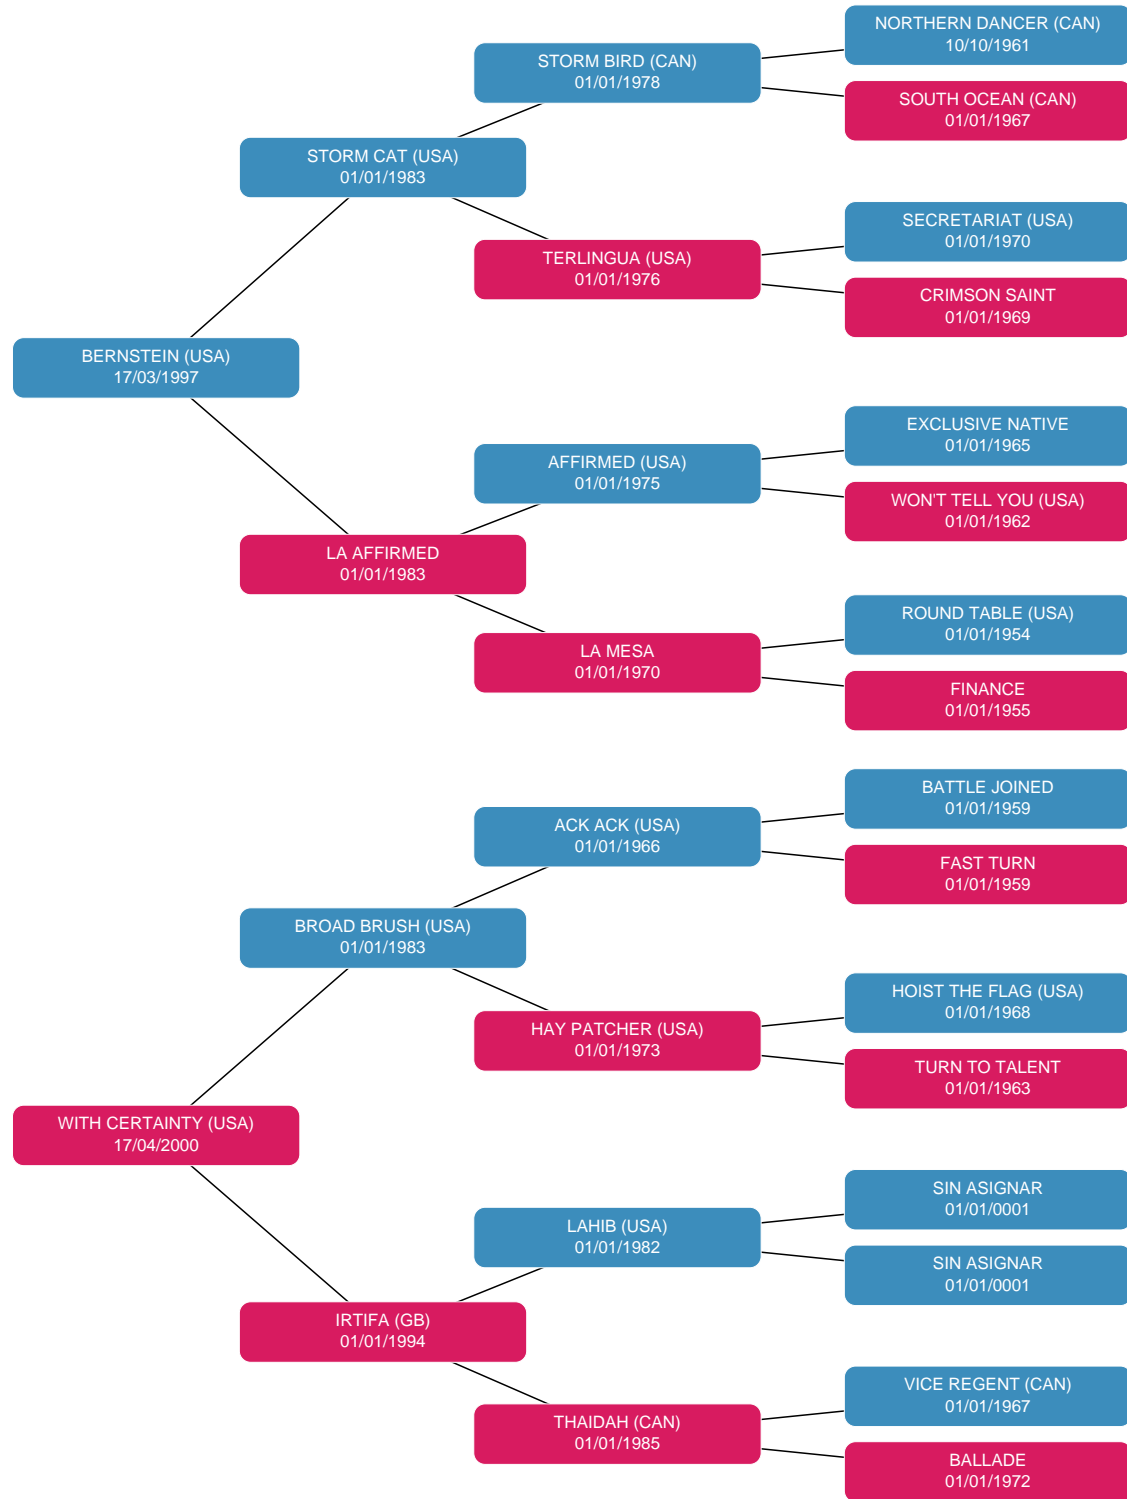 NORTHERN DANCER (CAN)
10/10/1961
STORM BIRD (CAN)
01/01/1978
SOUTH OCEAN (CAN)
01/01/1967
STORM CAT (USA)
01/01/1983
SECRETARIAT (USA)
01/01/1970
TERLINGUA (USA)
01/01/1976
CRIMSON SAINT
01/01/1969
BERNSTEIN (USA)
17/03/1997
EXCLUSIVE NATIVE
01/01/1965
AFFIRMED (USA)
01/01/1975
WON'T TELL YOU (USA)
01/01/1962
LA AFFIRMED
01/01/1983
ROUND TABLE (USA)
01/01/1954
LA MESA
01/01/1970
FINANCE
01/01/1955
BATTLE JOINED
01/01/1959
ACK ACK (USA)
01/01/1966
FAST TURN
01/01/1959
BROAD BRUSH (USA)
01/01/1983
HOIST THE FLAG (USA)
01/01/1968
HAY PATCHER (USA)
01/01/1973
TURN TO TALENT
01/01/1963
WITH CERTAINTY (USA)
17/04/2000
SIN ASIGNAR
01/01/0001
LAHIB (USA)
01/01/1982
SIN ASIGNAR
01/01/0001
IRTIFA (GB)
01/01/1994
VICE REGENT (CAN)
01/01/1967
THAIDAH (CAN)
01/01/1985
BALLADE
01/01/1972